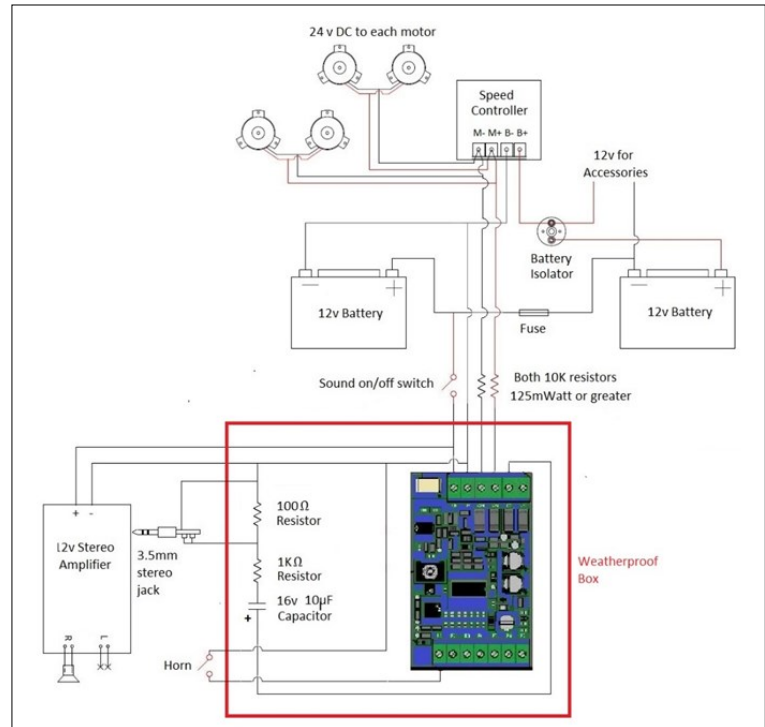 24 v DC to each motor
Speed
Controller
M- M+ B- B+
12v for
Accessories
Battery
Isolator
12v Battery
Fuse
12v Battery
Sound on/off switch
Both 10K resistors
125mWatt or greater
+ -
12v Stereo
Amplifier
3.5mm
stereo
jack
100Ω
Resistor
1KΩ
Resistor
16v 10µF
Capacitor
+
Weatherproof
Box
R L
Horn